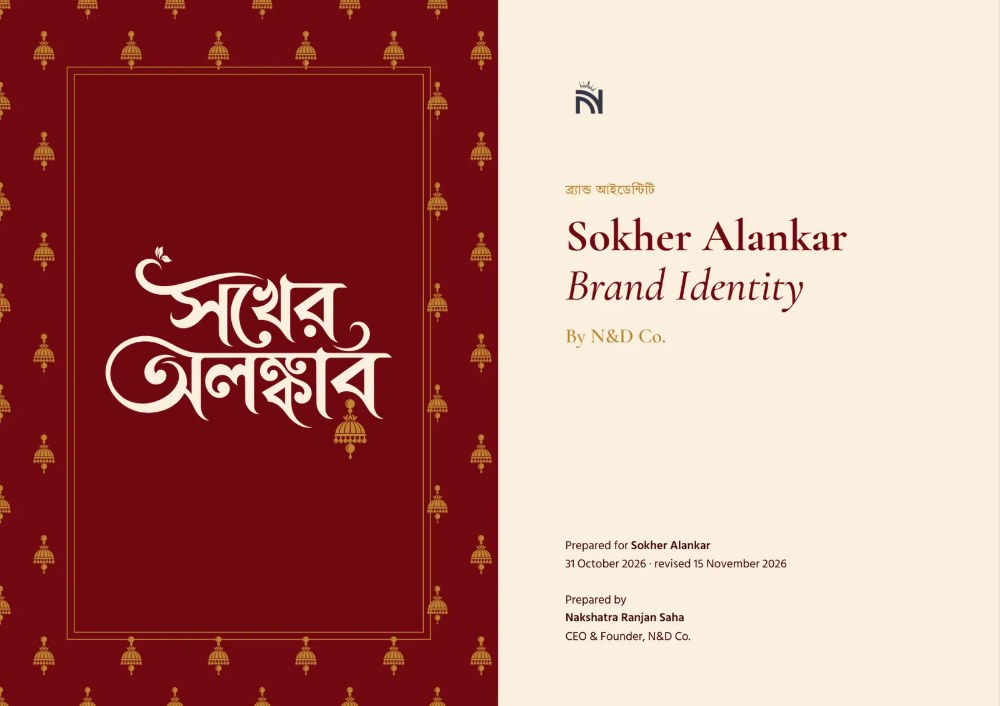 সখের
অলঙ্কার
ব্র্যান্ড আইডেন্টিটি
Sokher Alankar
Brand Identity
By N&D Co.
Prepared for Sokher Alankar
31 October 2026 · revised 15 November 2026
Prepared by
Nakshatra Ranjan Saha
CEO & Founder, N&D Co.